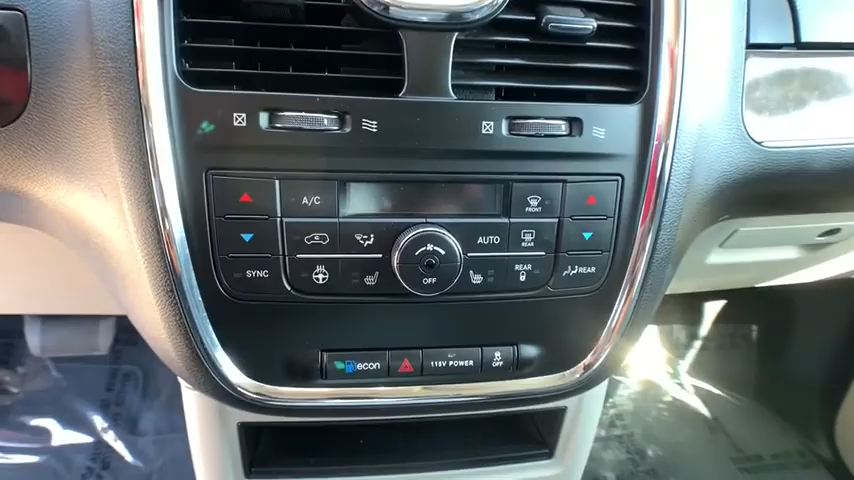 A/C
FRONT
AUTO
REAR
SYNC
OFF
REAR
REAR
econ
115V POWER
OFF